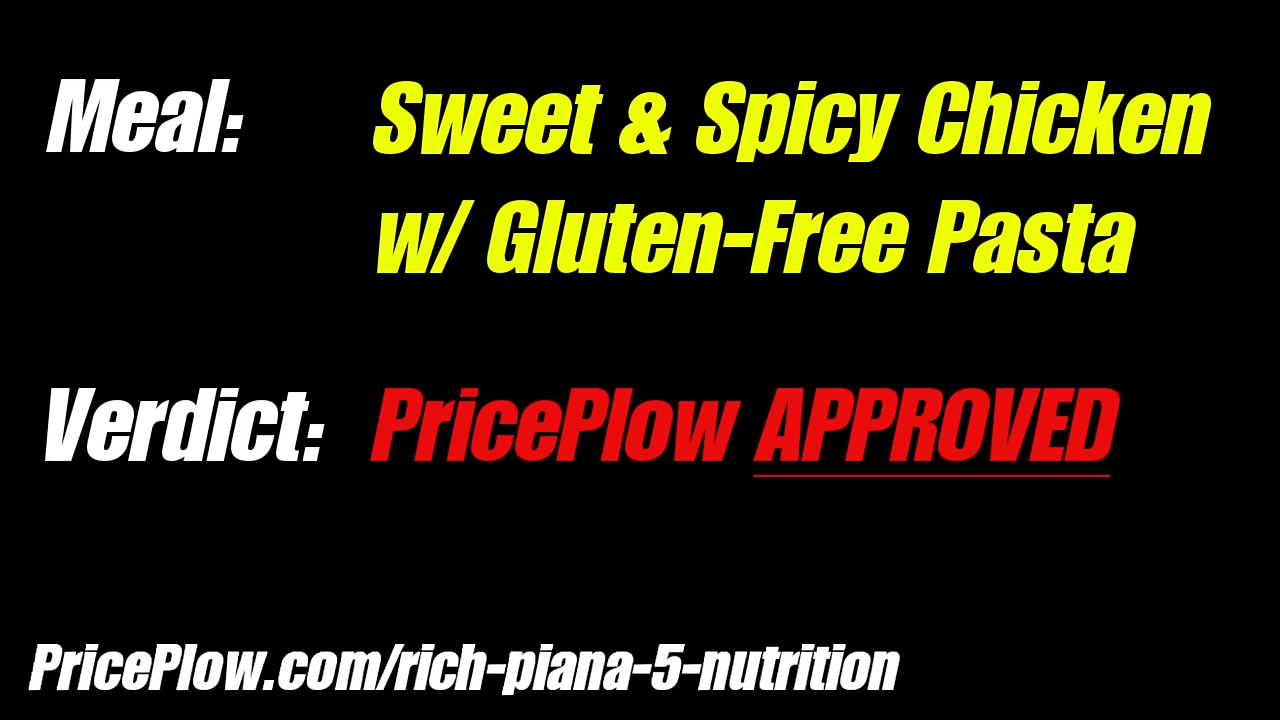 Meal: Sweet & Spicy Chicken
w/ Gluten-Free Pasta
Verdict: PricePlow APPROVED
PricePlow.com/rich-piana-5-nutrition